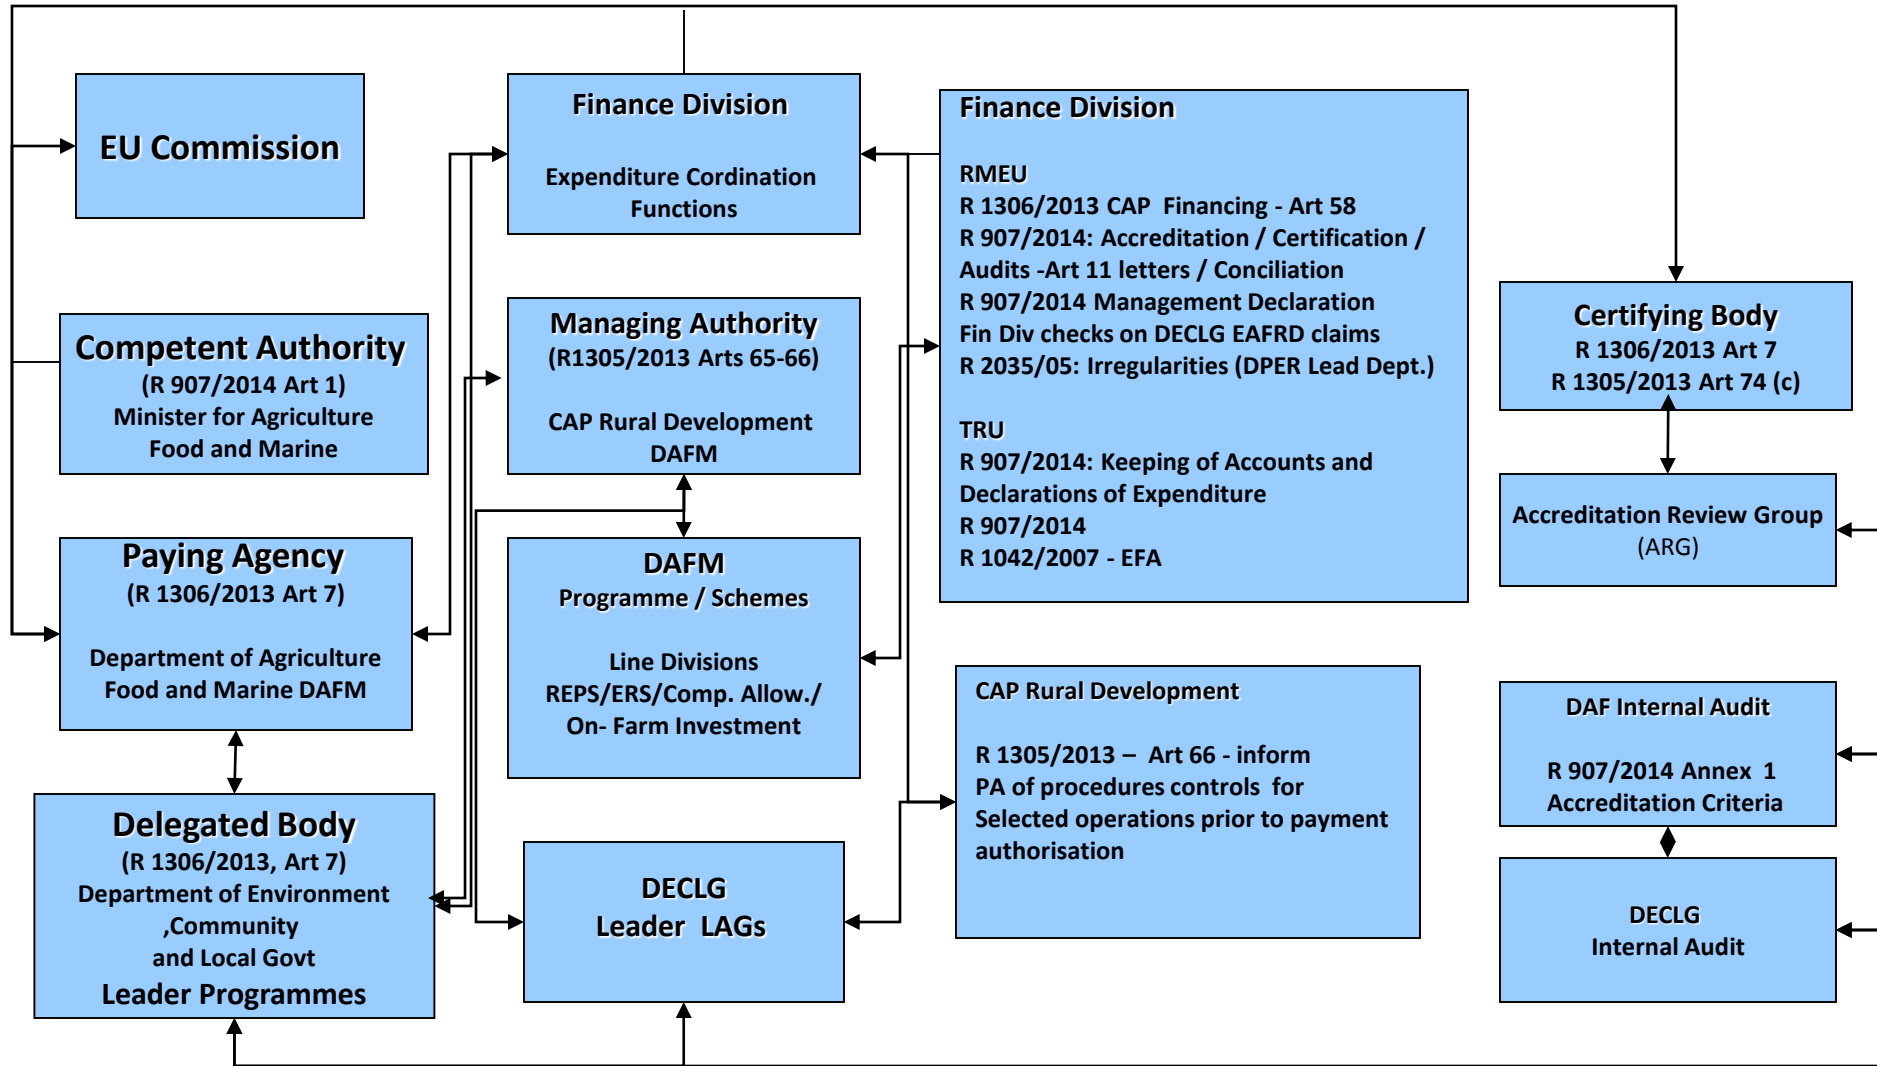 EU Commission
Competent Authority
(R 907/2014 Art 1)
Minister for Agriculture
Food and Marine
Paying Agency
(R 1306/2013 Art 7)
Department of Agriculture
Food and Marine DAFM
Delegated Body
(R 1306/2013, Art 7)
Department of Environment
,Community
and Local Govt
Leader Programmes
Finance Division
Expenditure Cordination
Functions
Managing Authority
(R1305/2013 Arts 65-66)
CAP Rural Development
DAFM
DAFM
Programme / Schemes
Line Divisions
REPS/ERS/Comp. Allow./
On- Farm Investment
DECLG
Leader LAGs
Finance Division
RMEU
R 1306/2013 CAP Financing - Art 58
R 907/2014: Accreditation / Certification /
Audits -Art 11 letters / Conciliation
R 907/2014 Management Declaration
Fin Div checks on DECLG EAFRD claims
R 2035/05: Irregularities (DPER Lead Dept.)
TRU
R 907/2014: Keeping of Accounts and
Declarations of Expenditure
R 907/2014
R 1042/2007 - EFA
CAP Rural Development
R 1305/2013 – Art 66 - inform
PA of procedures controls for
Selected operations prior to payment
authorisation
Certifying Body
R 1306/2013 Art 7
R 1305/2013 Art 74 (c)
Accreditation Review Group
(ARG)
DAF Internal Audit
R 907/2014 Annex 1
Accreditation Criteria
DECLG
Internal Audit